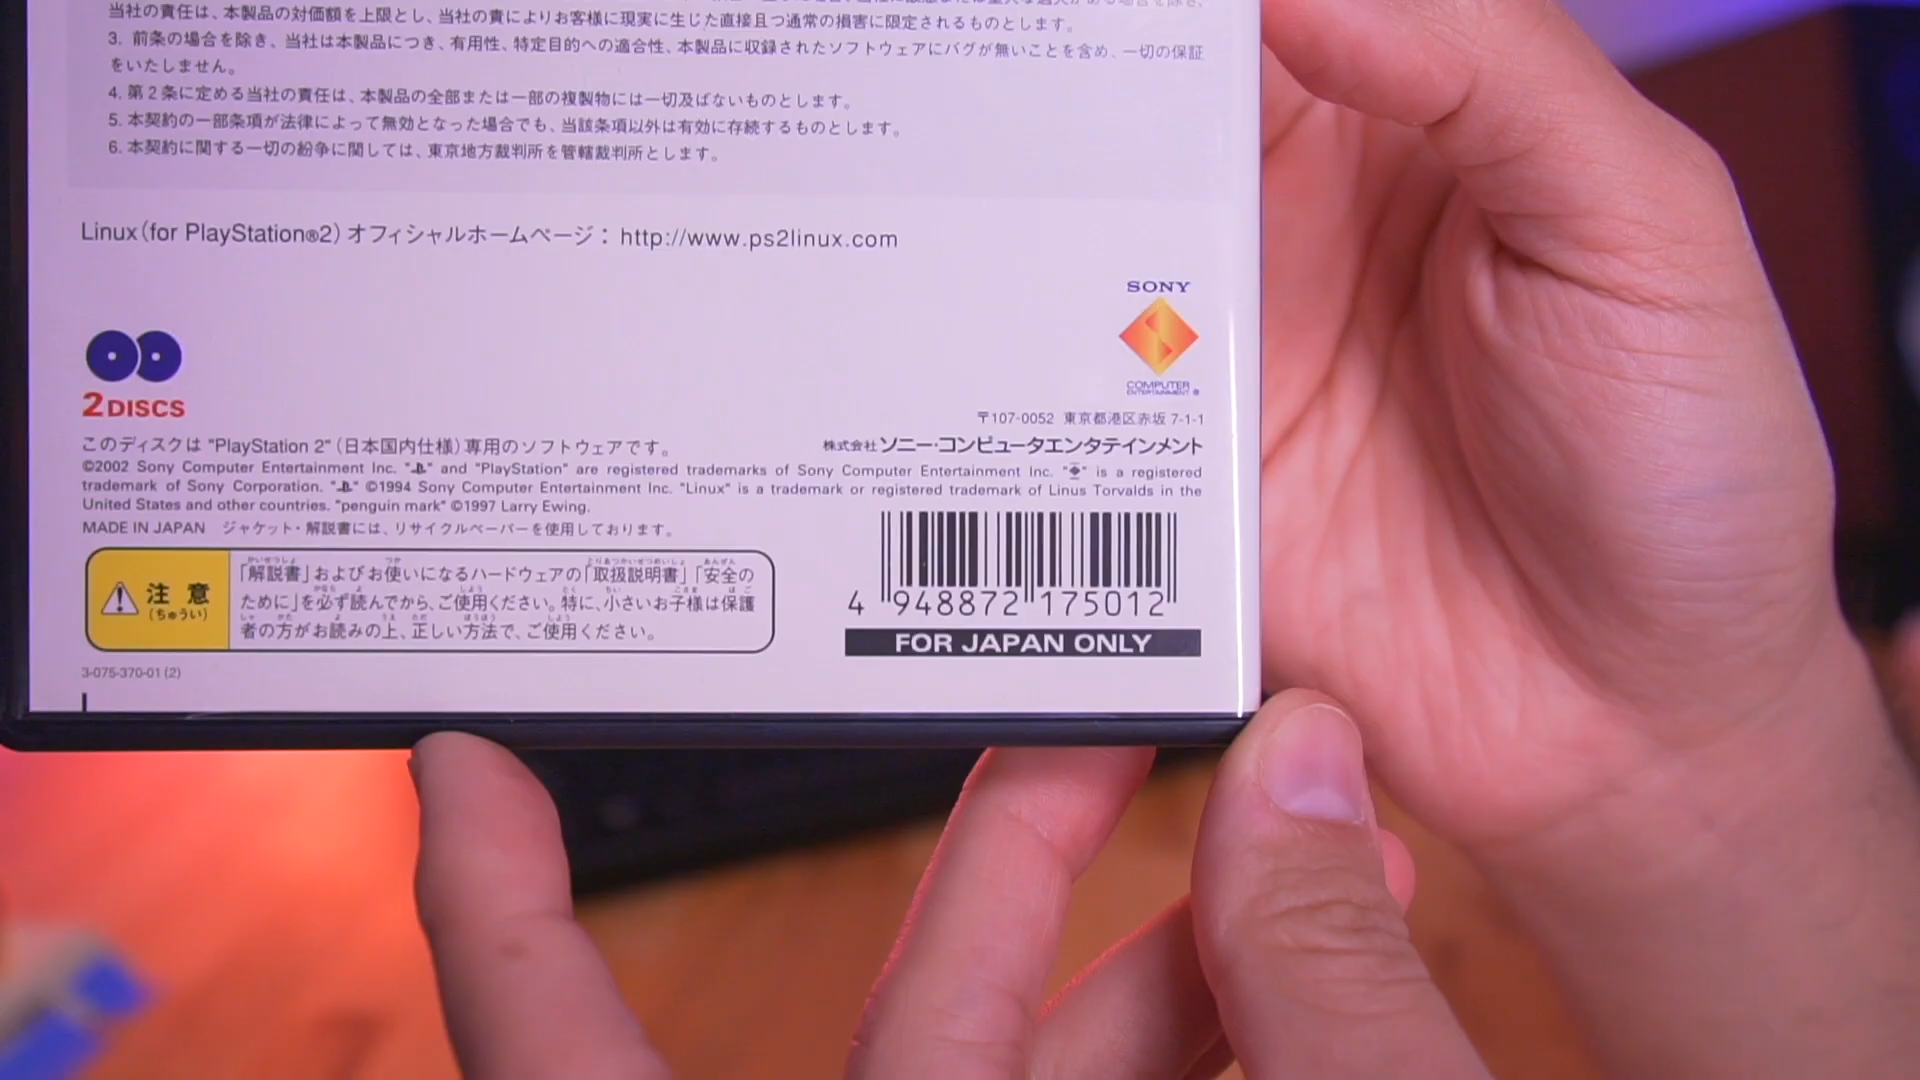 当社の責任は、本製品の対価額を上限とし、当社の責によりお客様に現実に生じた直接且つ通常の損害に限定されるものとします。
3. 前条の場合を除き、当社は本製品につき、有用性、特定目的への適合性、本製品に収録されたソフトウェアにバグが無いことを含め、一切の保証
をいたしません。
4. 第2条に定める当社の責任は、本製品の全部または一部の複製物には一切及ばないものとします。
5. 本契約の一部条項が法律によって無効となった場合でも、当該条項以外は有効に存続するものとします。
6. 本契約に関する一切の紛争に関しては、東京地方裁判所を管轄裁判所とします。
Linux（for PlayStation®2）オフィシャルホームページ：http://www.ps2linux.com
SONY
COMPUTER
ENTERTAINMENT ®
2 DISCS
〒107-0052 東京都港区赤坂 7-1-1
株式会社 ソニー・コンピュータエンタテインメント
このディスクは "PlayStation 2"（日本国内仕様）専用のソフトウェアです。
©2002 Sony Computer Entertainment Inc. " " and "PlayStation" are registered trademarks of Sony Computer Entertainment Inc. " " is a registered
trademark of Sony Corporation. " " ©1994 Sony Computer Entertainment Inc. "Linux" is a trademark or registered trademark of Linus Torvalds in the
United States and other countries. "penguin mark" ©1997 Larry Ewing.
MADE IN JAPAN ジャケット・解説書には、リサイクルペーパーを使用しております。
注意
（ちゅうい）
「解説書」およびお使いになるハードウェアの「取扱説明書」「安全の
ために」を必ず読んでから、ご使用ください。特に、小さいお子様は保護
者の方がお読みの上、正しい方法で、ご使用ください。
4 948872 175012
FOR JAPAN ONLY
3-075-370-01 (2)